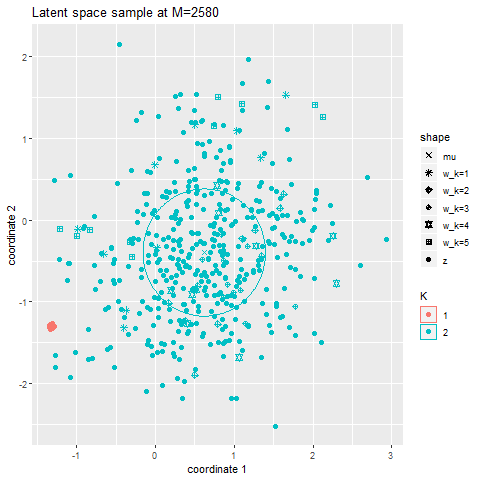 Latent space sample at M=2580
coordinate 2
2
1
0
-1
-2
-1
0
1
2
3
coordinate 1
shape
mu
w_k=1
w_k=2
w_k=3
w_k=4
w_k=5
z
K
1
2